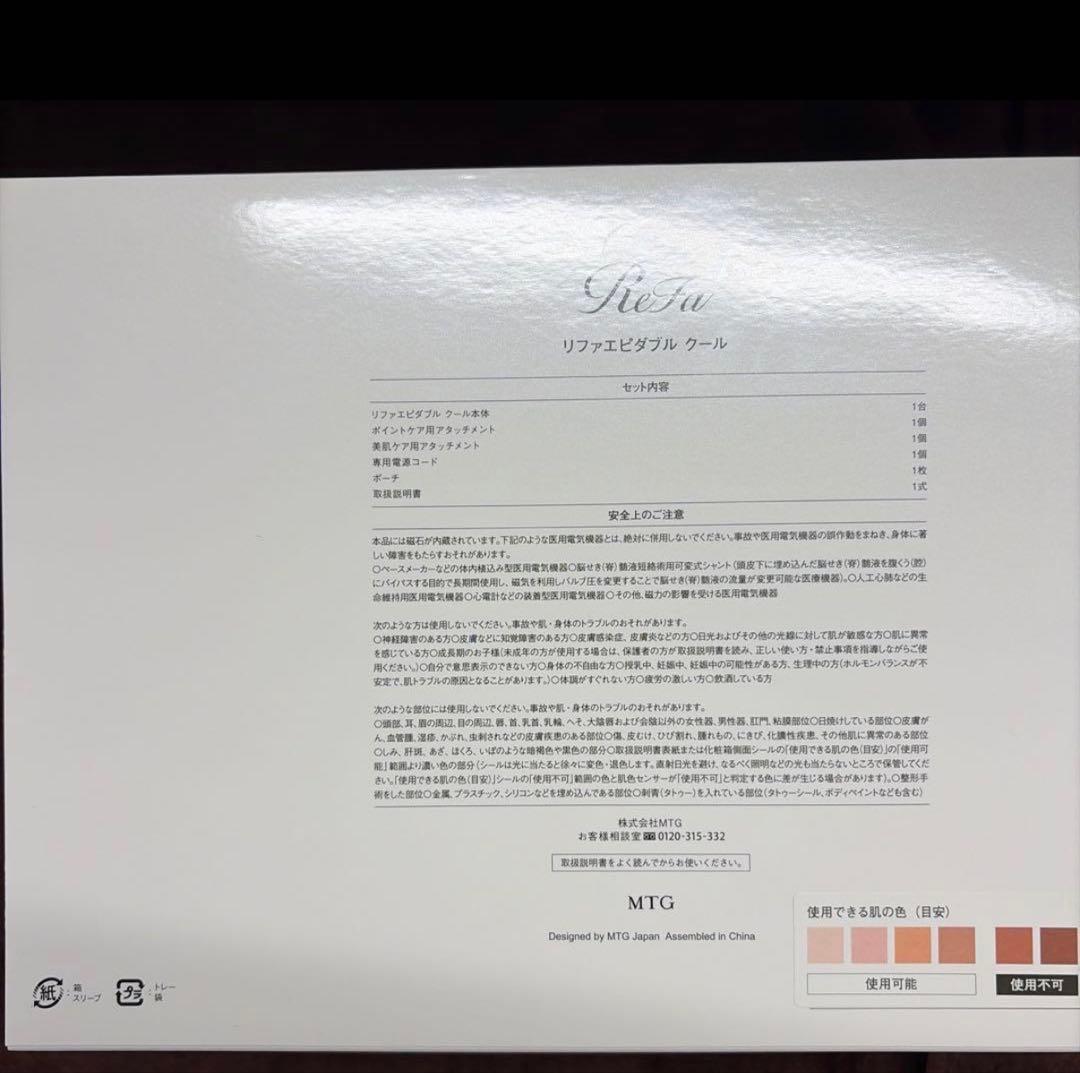 ReFa
リファエピダブル クール
セット内容
リファエピダブル クール本体 1台
ポイントケア用アタッチメント 1個
美肌ケア用アタッチメント 1個
専用電源コード 1個
ポーチ 1枚
取扱説明書 1式
安全上のご注意
本品には磁石が内蔵されています。下記のような医用電気機器とは、絶対に併用しないでください。事故や医用電気機器の誤作動をまねき、身体に著
しい障害をもたらすおそれがあります。
○ペースメーカーなどの体内植込み型医用電気機器○脳せき(脊)髄液短絡術用可変式シャント(頭皮下に埋め込んだ脳せき(脊)髄液を腹くう(腔)
にバイパスする目的で長期間使用し、磁気を利用しバルブ圧を変更することで脳せき(脊)髄液の流量が変更可能な医療機器)。○人工心肺などの生
命維持用医用電気機器○心電計などの装着型医用電気機器○その他、磁力の影響を受ける医用電気機器
次のような方は使用しないでください。事故や肌・身体のトラブルのおそれがあります。
○神経障害のある方○皮膚などに知覚障害のある方○皮膚感染症、皮膚炎などの方○日光およびその他の光線に対して肌が敏感な方○肌に異常
を感じている方○成長期のお子様(未成年の方が使用する場合は、保護者の方が取扱説明書を読み、正しい使い方・禁止事項を指導しながらご使
用ください。)○自分で意思表示のできない方○身体の不自由な方○授乳中、妊娠中、妊娠中の可能性がある方、生理中の方(ホルモンバランスが不
安定で、肌トラブルの原因となることがあります。)○体調がすぐれない方○疲労の激しい方○飲酒している方
次のような部位には使用しないでください。事故や肌・身体のトラブルのおそれがあります。
○頭部、耳、眉の周辺、目の周辺、唇、首、乳首、乳輪、へそ、大陰唇および会陰以外の女性器、男性器、肛門、粘膜部位○日焼けしている部位○皮膚が
ん、血管腫、湿疹、かぶれ、虫刺されなどの皮膚疾患のある部位○傷、皮むけ、ひび割れ、腫れもの、にきび、化膿性疾患、その他肌に異常のある部位
○しみ、肝斑、あざ、ほくろ、いぼのような暗褐色や黒色の部分○取扱説明書表紙または化粧箱側面シールの「使用できる肌の色(目安)」の「使用可
能」範囲より濃い色の部分(シールは光に当たると徐々に変色・退色します。直射日光を避け、なるべく照明などの光も当たらないところで保管してくだ
さい。「使用できる肌の色(目安)」シールの「使用不可」範囲の色と肌色センサーが「使用不可」と判定する色に差が生じる場合があります。)○整形手
術をした部位○金属、プラスチック、シリコンなどを埋め込んである部位○刺青(タトゥー)を入れている部位(タトゥーシール、ボディペイントなども含む)
株式会社MTG
お客様相談室 0120-315-332
取扱説明書をよく読んでからお使いください。
MTG
Designed by MTG Japan Assembled in China
使用できる肌の色(目安)
使用可能 使用不可
紙 : 箱
スリーブ
プラ : トレー
袋